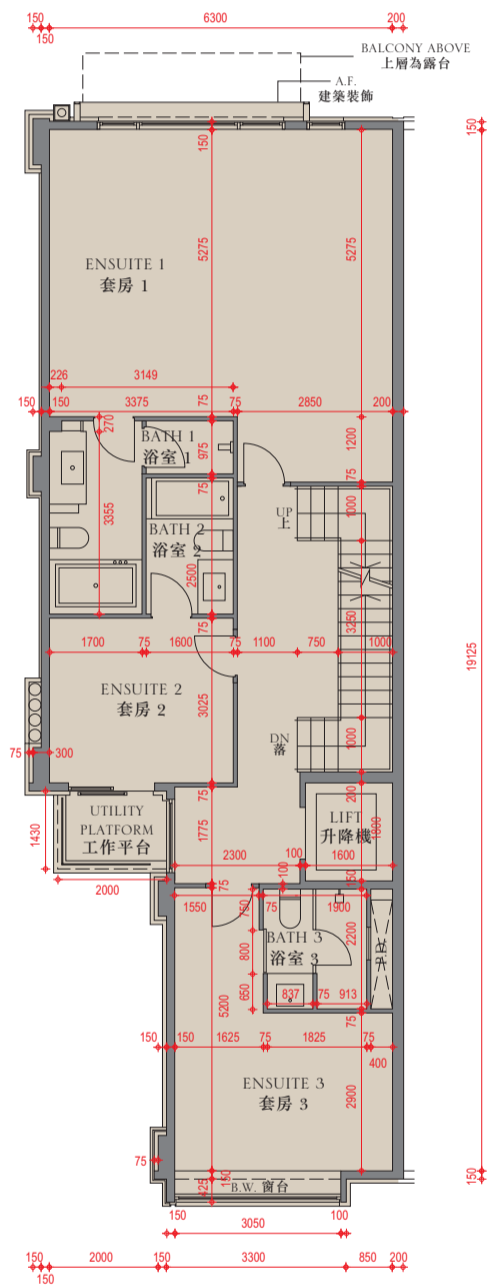 150 6300 200
150
BALCONY ABOVE
上層為露台
A.F.
建築裝飾
150
150
5275
5275
ENSUITE 1
套房 1
226 3149
150 150 3375 75 75 2850 200
270
BATH 1
浴室 1
975
1200
75
75
3355
UP
上
1000
BATH 2
浴室 2
2500
19125
75
3250
1700 75 1600 75 1100 750 1000
ENSUITE 2
套房 2
3025
DN
落
1000
75 300
75
200
UTILITY
PLATFORM
工作平台
1430
1775
LIFT
升降機
1800
2300 100 1600
2000
75
100
150
1550 750 75 1900
BATH 3
浴室 3
800
2200
P.D.
650
837 75 913
5200
75
150 150 1625 75 1825 75
400
ENSUITE 3
套房 3
2900
75
150
425
B.W. 窗台
150
150 100
3050
150 2000 150 3300 850 200
150